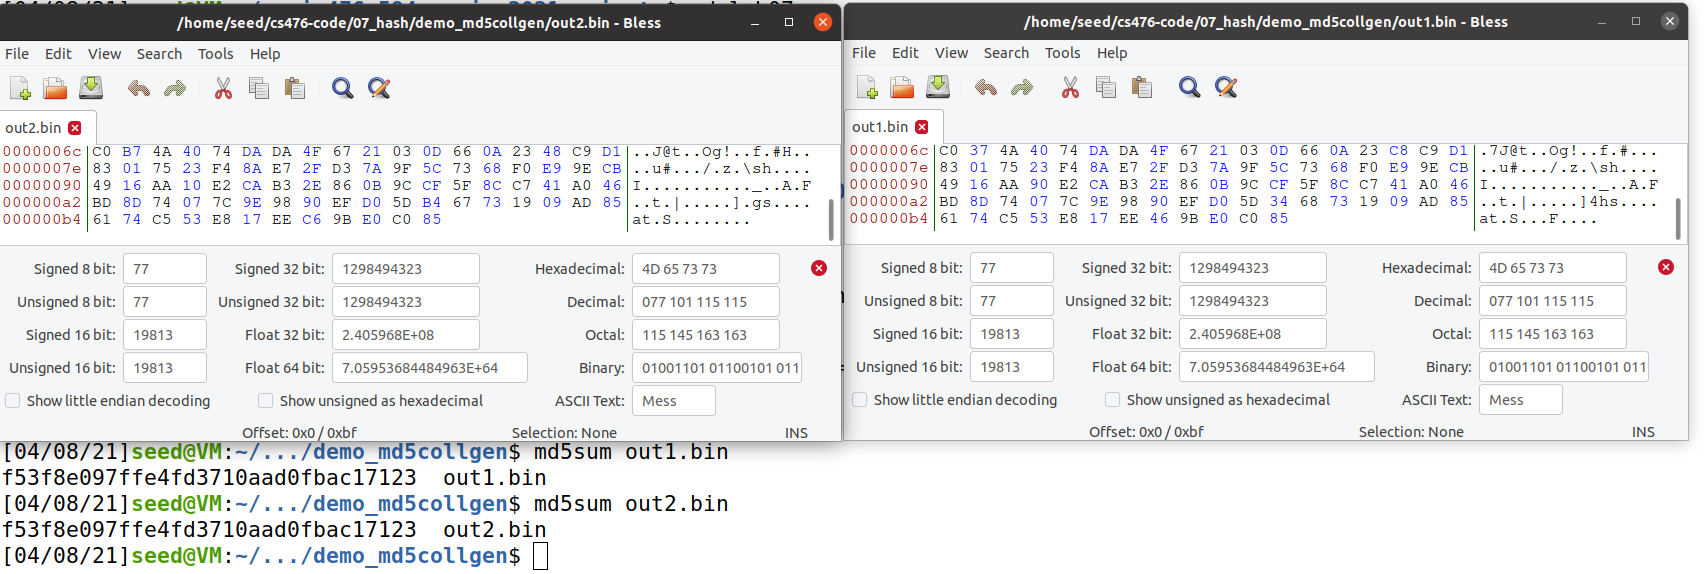 /home/seed/cs476-code/07_hash/demo_md5collgen/out2.bin - Bless
File Edit View Search Tools Help
out2.bin
0000006c C0 B7 4A 40 74 DA DA 4F 67 21 03 0D 66 0A 23 48 C9 D1 ..J@t..Og!..f.#H..
0000007e 83 01 75 23 F4 8A E7 2F D3 7A 9F 5C 73 68 F0 E9 9E CB ..u#.../.z.\sh....
00000090 49 16 AA 10 E2 CA B3 2E 86 0B 9C CF 5F 8C C7 41 A0 46 I..........._..A.F
000000a2 BD 8D 74 07 7C 9E 98 90 EF D0 5D B4 67 73 19 09 AD 85 ..t.|.....].gs....
000000b4 61 74 C5 53 E8 17 EE C6 9B E0 C0 85 at.S........
Signed 8 bit: 77 Signed 32 bit: 1298494323 Hexadecimal: 4D 65 73 73
Unsigned 8 bit: 77 Unsigned 32 bit: 1298494323 Decimal: 077 101 115 115
Signed 16 bit: 19813 Float 32 bit: 2.405968E+08 Octal: 115 145 163 163
Unsigned 16 bit: 19813 Float 64 bit: 7.05953684484963E+64 Binary: 01001101 01100101 011
Show little endian decoding Show unsigned as hexadecimal ASCII Text: Mess
Offset: 0x0 / 0xbf Selection: None INS
/home/seed/cs476-code/07_hash/demo_md5collgen/out1.bin - Bless
File Edit View Search Tools Help
out1.bin
0000006c C0 37 4A 40 74 DA DA 4F 67 21 03 0D 66 0A 23 C8 C9 D1 .7J@t..Og!..f.#...
0000007e 83 01 75 23 F4 8A E7 2F D3 7A 9F 5C 73 68 F0 E9 9E CB ..u#.../.z.\sh....
00000090 49 16 AA 90 E2 CA B3 2E 86 0B 9C CF 5F 8C C7 41 A0 46 I..........._..A.F
000000a2 BD 8D 74 07 7C 9E 98 90 EF D0 5D 34 68 73 19 09 AD 85 ..t.|.....]4hs....
000000b4 61 74 C5 53 E8 17 EE 46 9B E0 C0 85 at.S...F....
Signed 8 bit: 77 Signed 32 bit: 1298494323 Hexadecimal: 4D 65 73 73
Unsigned 8 bit: 77 Unsigned 32 bit: 1298494323 Decimal: 077 101 115 115
Signed 16 bit: 19813 Float 32 bit: 2.405968E+08 Octal: 115 145 163 163
Unsigned 16 bit: 19813 Float 64 bit: 7.05953684484963E+64 Binary: 01001101 01100101 011
Show little endian decoding Show unsigned as hexadecimal ASCII Text: Mess
Offset: 0x0 / 0xbf Selection: None INS
[04/08/21]seed@VM:~/.../demo_md5collgen$ md5sum out1.bin
f53f8e097ffe4fd3710aad0fbac17123 out1.bin
[04/08/21]seed@VM:~/.../demo_md5collgen$ md5sum out2.bin
f53f8e097ffe4fd3710aad0fbac17123 out2.bin
[04/08/21]seed@VM:~/.../demo_md5collgen$